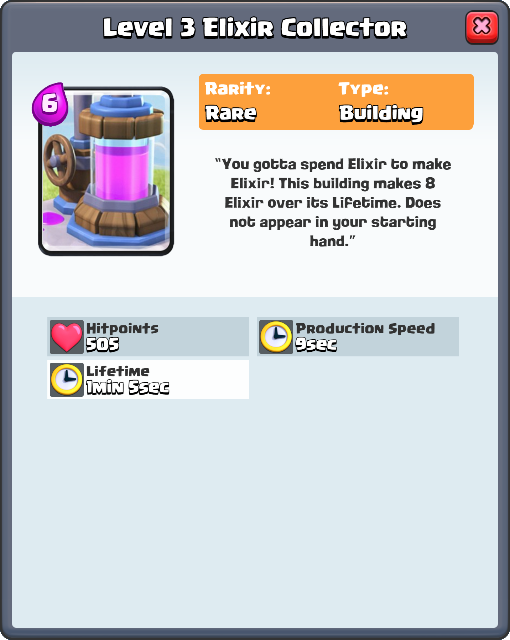 Level 3 Elixir Collector
6
Rarity:
Rare
Type:
Building
"You gotta spend Elixir to make
Elixir! This building makes 8
Elixir over its Lifetime. Does
not appear in your starting
hand."
Hitpoints
505
Production Speed
9sec
Lifetime
1min 5sec